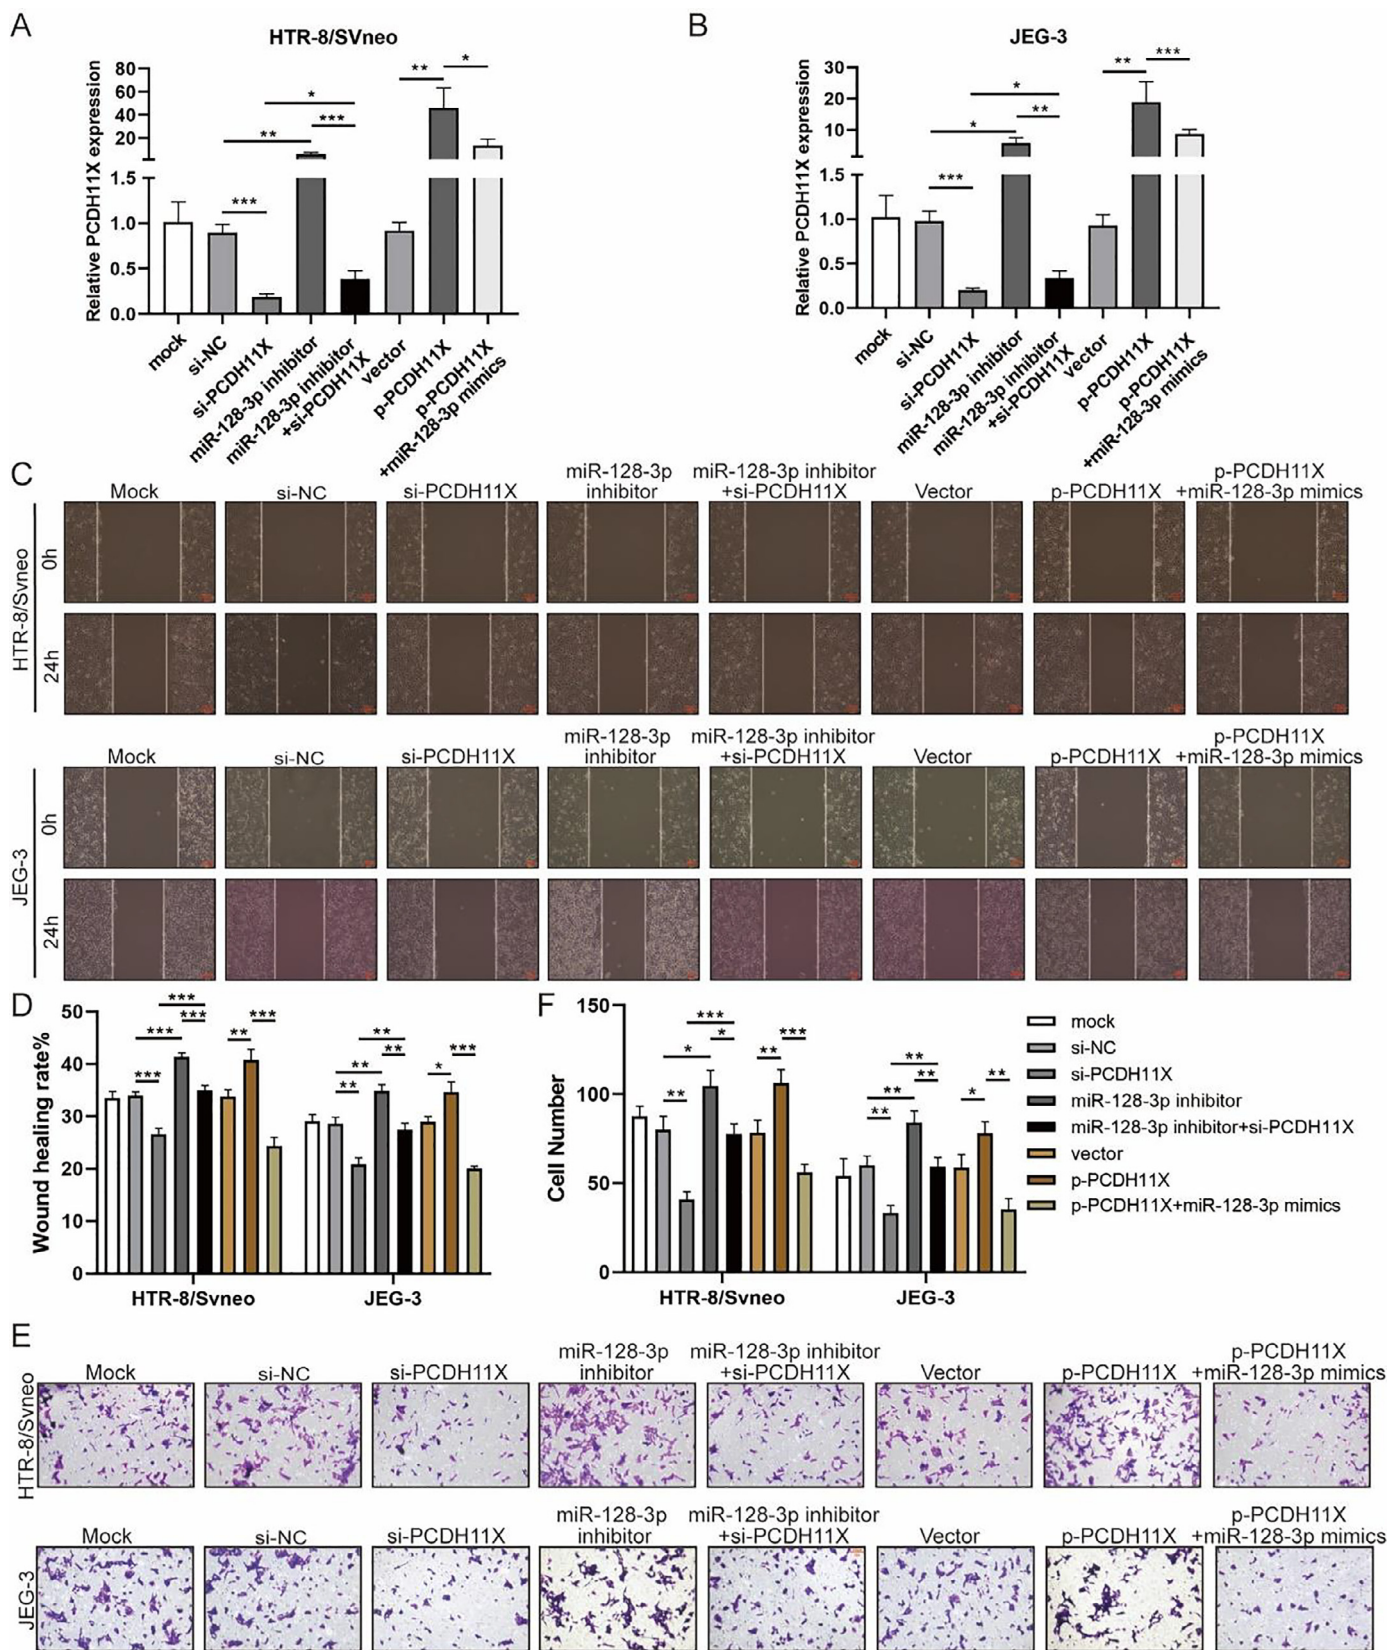 A
HTR-8/SVneo
Relative PCDH11X expression
80
60
40
20
1.5
1.0
0.5
0.0
***
**
*
***
**
*
mock
si-NC
si-PCDH11X
miR-128-3p inhibitor
miR-128-3p inhibitor
+si-PCDH11X
vector
p-PCDH11X
p-PCDH11X
+miR-128-3p mimics
B
JEG-3
Relative PCDH11X expression
30
20
10
1.5
1.0
0.5
0.0
***
*
*
**
**
***
mock
si-NC
si-PCDH11X
miR-128-3p inhibitor
miR-128-3p inhibitor
+si-PCDH11X
vector
p-PCDH11X
p-PCDH11X
+miR-128-3p mimics
C
Mock
si-NC
si-PCDH11X
miR-128-3p
inhibitor
miR-128-3p inhibitor
+si-PCDH11X
Vector
p-PCDH11X
p-PCDH11X
+miR-128-3p mimics
HTR-8/Svneo
0h
24h
Mock
si-NC
si-PCDH11X
miR-128-3p
inhibitor
miR-128-3p inhibitor
+si-PCDH11X
Vector
p-PCDH11X
p-PCDH11X
+miR-128-3p mimics
JEG-3
0h
24h
D
Wound healing rate%
50
40
30
20
10
0
***
***
***
***
**
***
**
**
**
**
*
***
HTR-8/Svneo
JEG-3
F
Cell Number
150
100
50
0
**
*
***
*
**
***
**
**
**
**
*
**
HTR-8/Svneo
JEG-3
mock
si-NC
si-PCDH11X
miR-128-3p inhibitor
miR-128-3p inhibitor+si-PCDH11X
vector
p-PCDH11X
p-PCDH11X+miR-128-3p mimics
E
Mock
si-NC
si-PCDH11X
miR-128-3p
inhibitor
miR-128-3p inhibitor
+si-PCDH11X
Vector
p-PCDH11X
p-PCDH11X
+miR-128-3p mimics
HTR-8/Svneo
Mock
si-NC
si-PCDH11X
miR-128-3p
inhibitor
miR-128-3p inhibitor
+si-PCDH11X
Vector
p-PCDH11X
p-PCDH11X
+miR-128-3p mimics
JEG-3